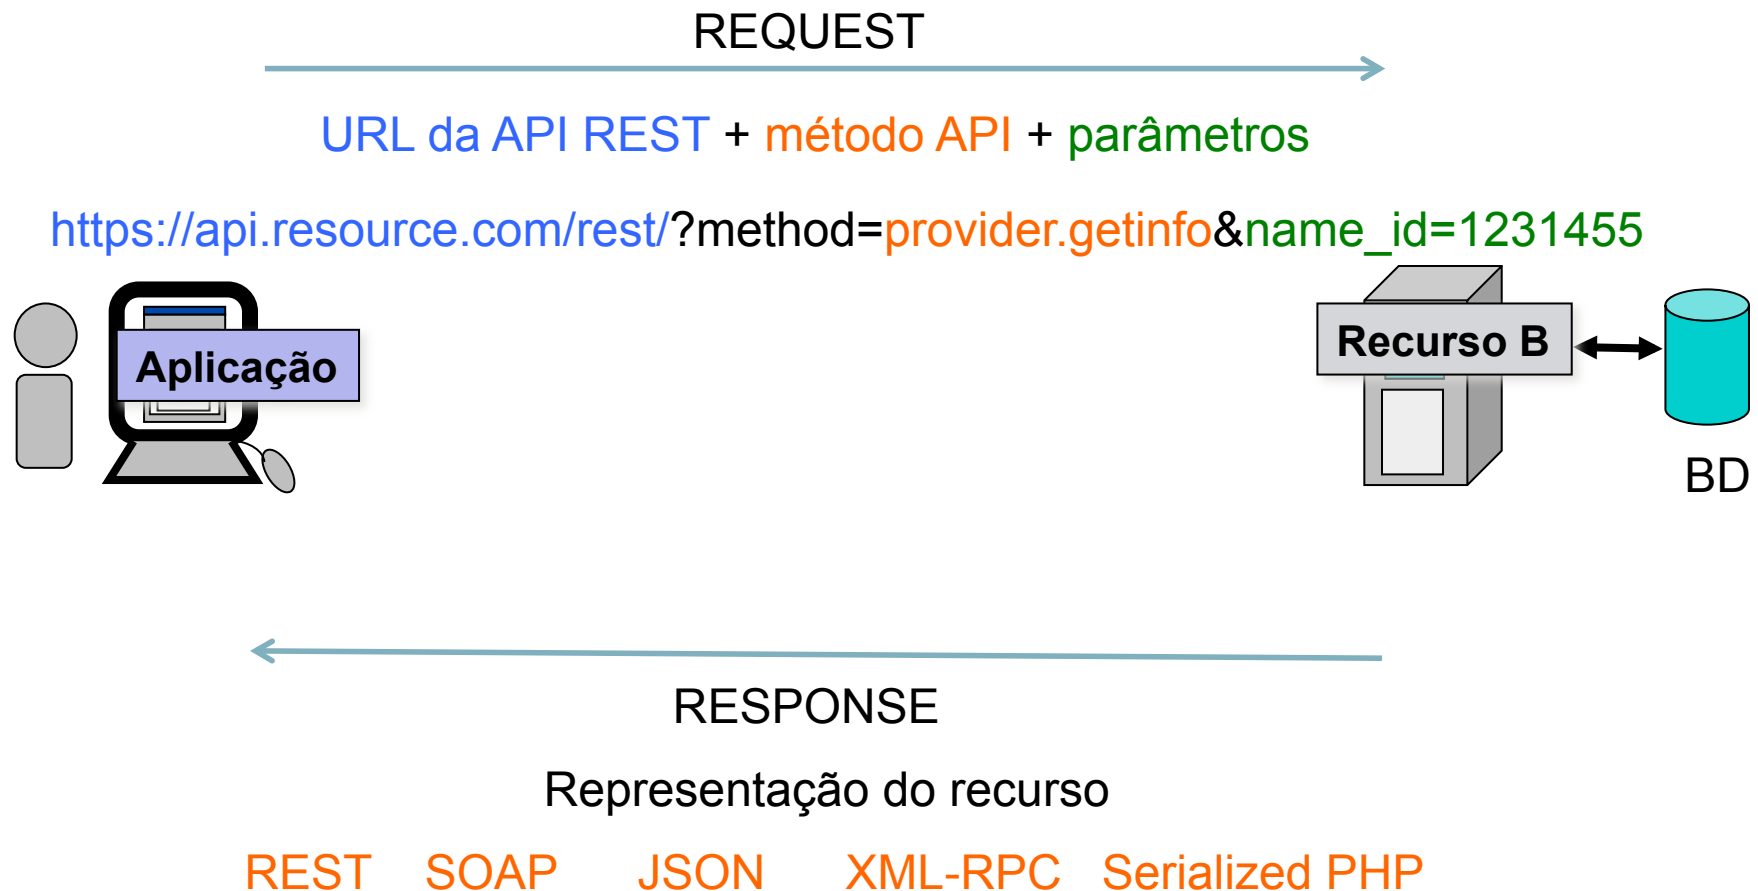 REQUEST
URL da API REST + método API + parâmetros
https://api.resource.com/rest/?method=provider.getinfo&name_id=1231455
Aplicação
Recurso B
BD
RESPONSE
Representação do recurso
REST SOAP JSON XML-RPC Serialized PHP